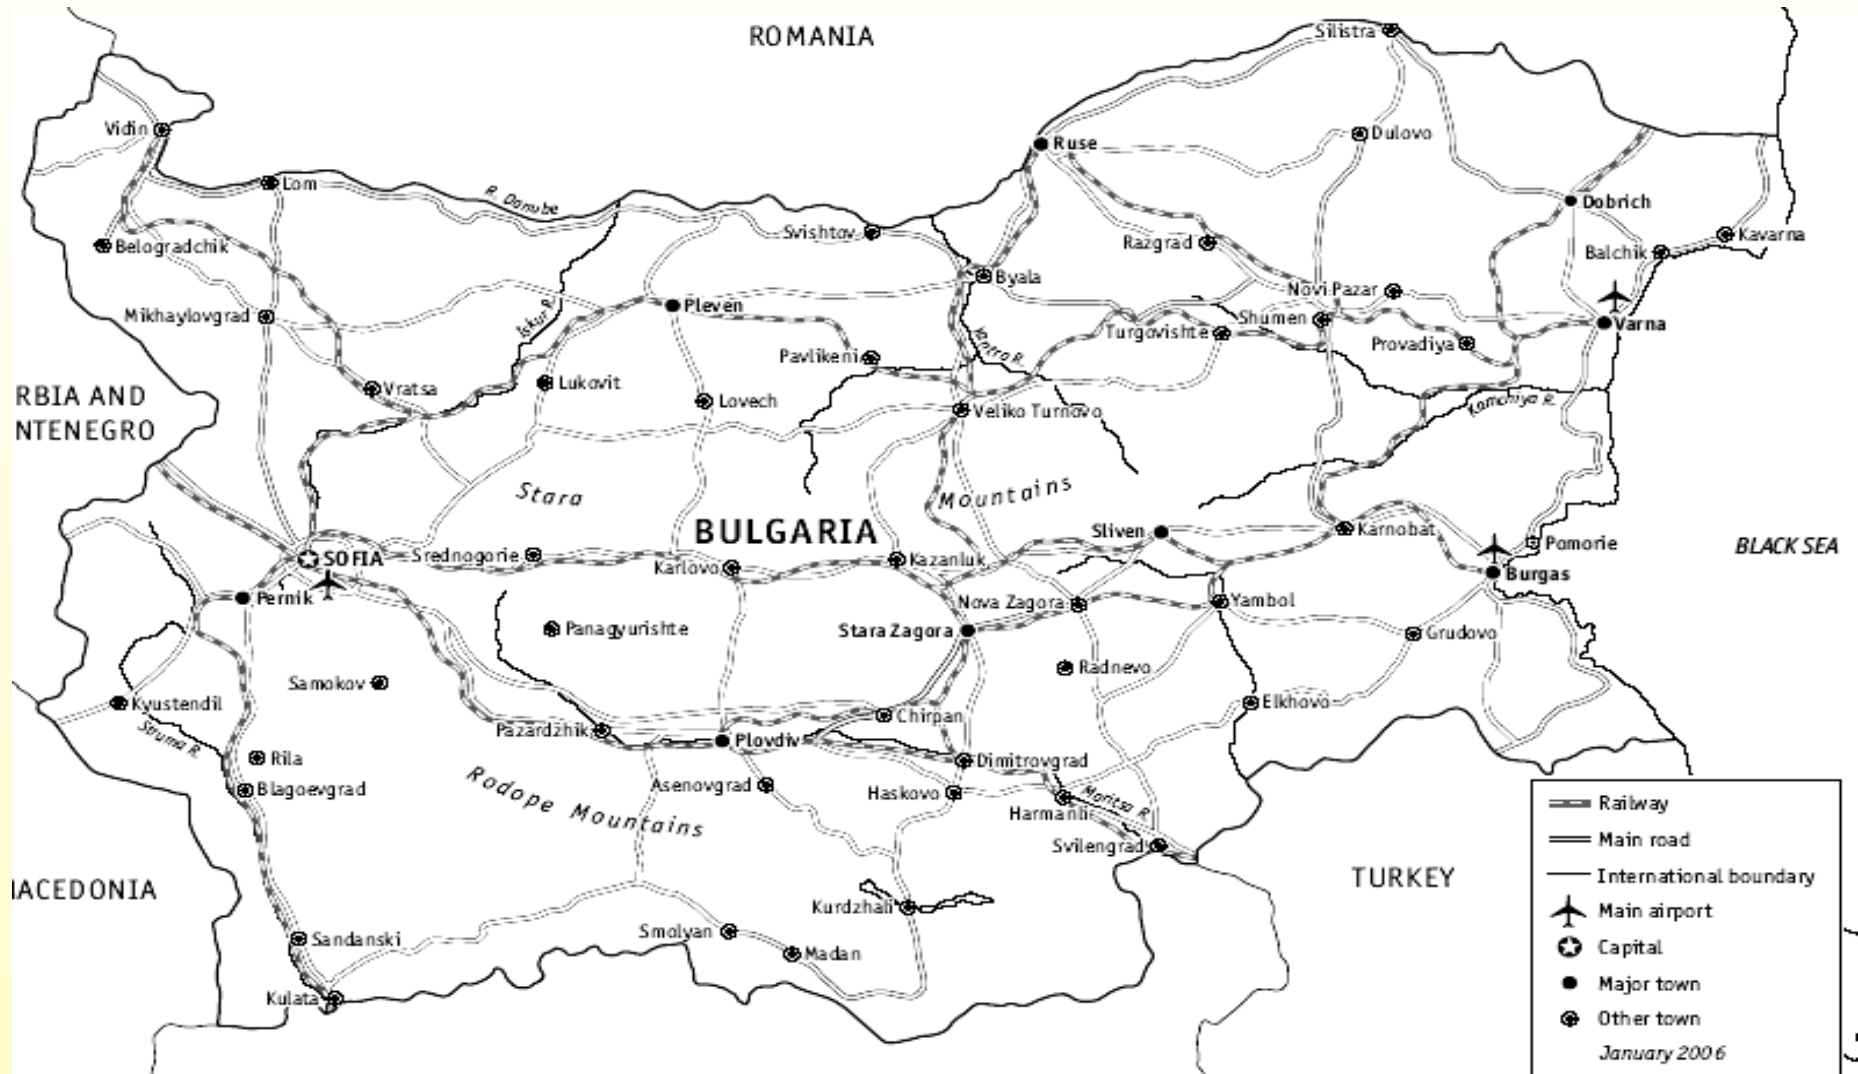 ROMANIA
Silistra
Vidin
Ruse
Dulovo
Lom
R. Danube
Dobrich
Svishtov
Belogradchik
Razgrad
Kavarna
Balchik
Byala
Novi Pazar
Mikhaylovgrad
Pleven
Iskur R.
Shumen
Varna
Turgovishte
Provadiya
Yantra R.
Pavlikeni
Vratsa
Lukovit
Lovech
RBIA AND
NTENEGRO
Veliko Turnovo
Kamchiya R.
Stara
Mountains
BULGARIA
Sliven
Karnobat
Pomorie
BLACK SEA
SOFIA
Srednogorie
Karlovo
Kazanluk
Burgas
Pernik
Nova Zagora
Yambol
Panagyurishte
Stara Zagora
Grudovo
Radnevo
Samokov
Kyustendil
Elkhovo
Struma R.
Pazardzhik
Chirpan
Plovdiv
Rila
Dimitrovgrad
Blagoevgrad
Rodope Mountains
Asenovgrad
Haskovo
Maritsa R.
Harmanli
Svilengrad
ACEDONIA
TURKEY
Kurdzhali
Sandanski
Smolyan
Madan
Kulata
Railway
Main road
International boundary
Main airport
Capital
Major town
Other town
January 2006